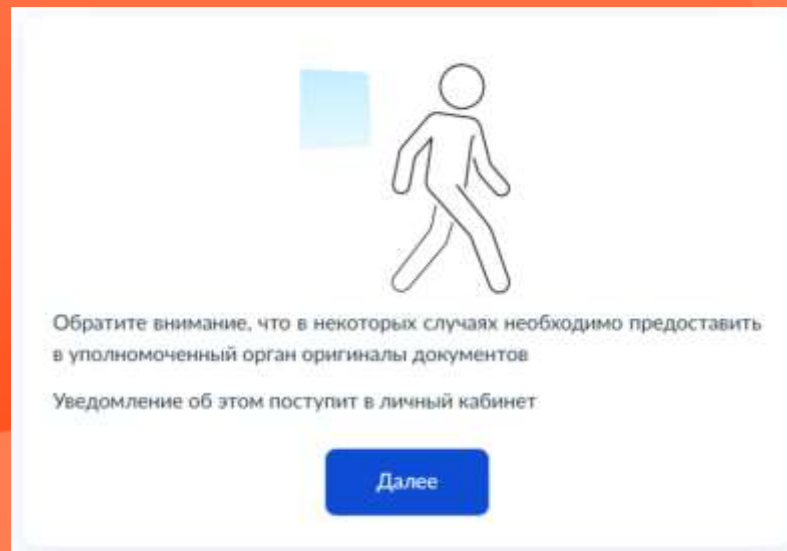 Обратите внимание, что в некоторых случаях необходимо предоставить
в уполномоченный орган оригиналы документов
Уведомление об этом поступит в личный кабинет
Далее